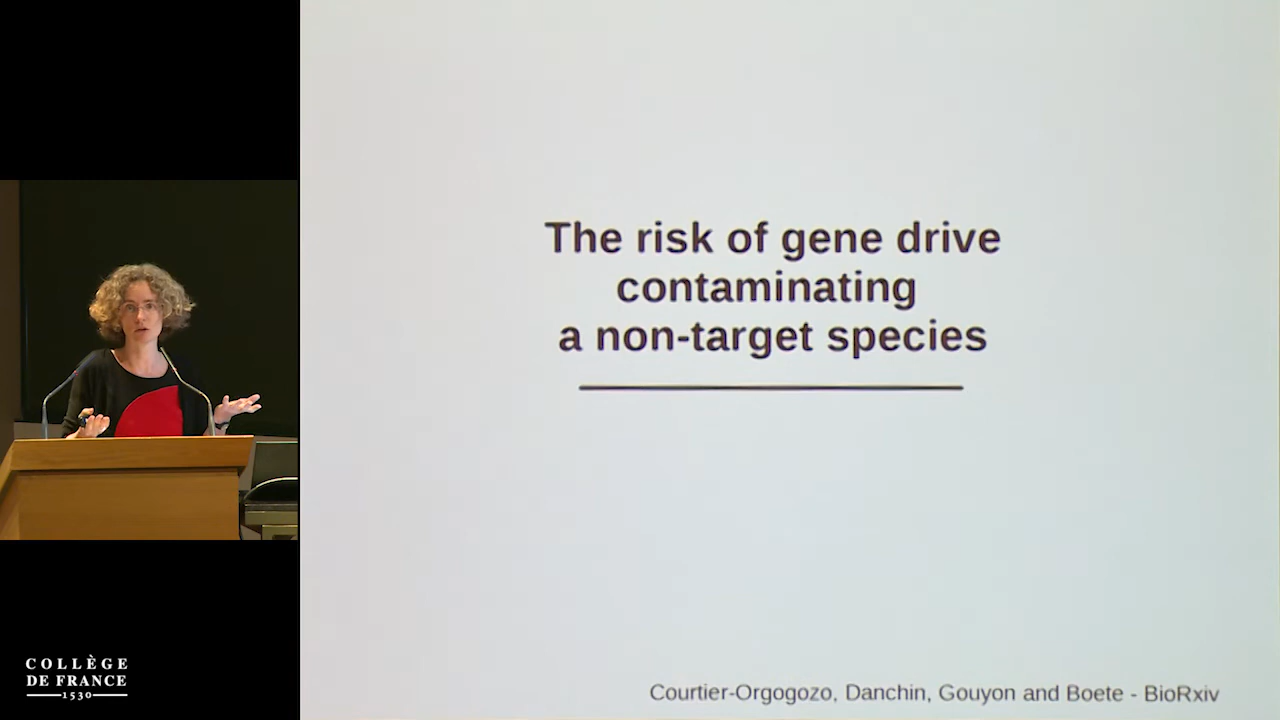 The risk of gene drive
contaminating
a non-target species
Courtier-Orgogozo, Danchin, Gouyon and Boete - BioRxiv
COLLÈGE
DE FRANCE
1530